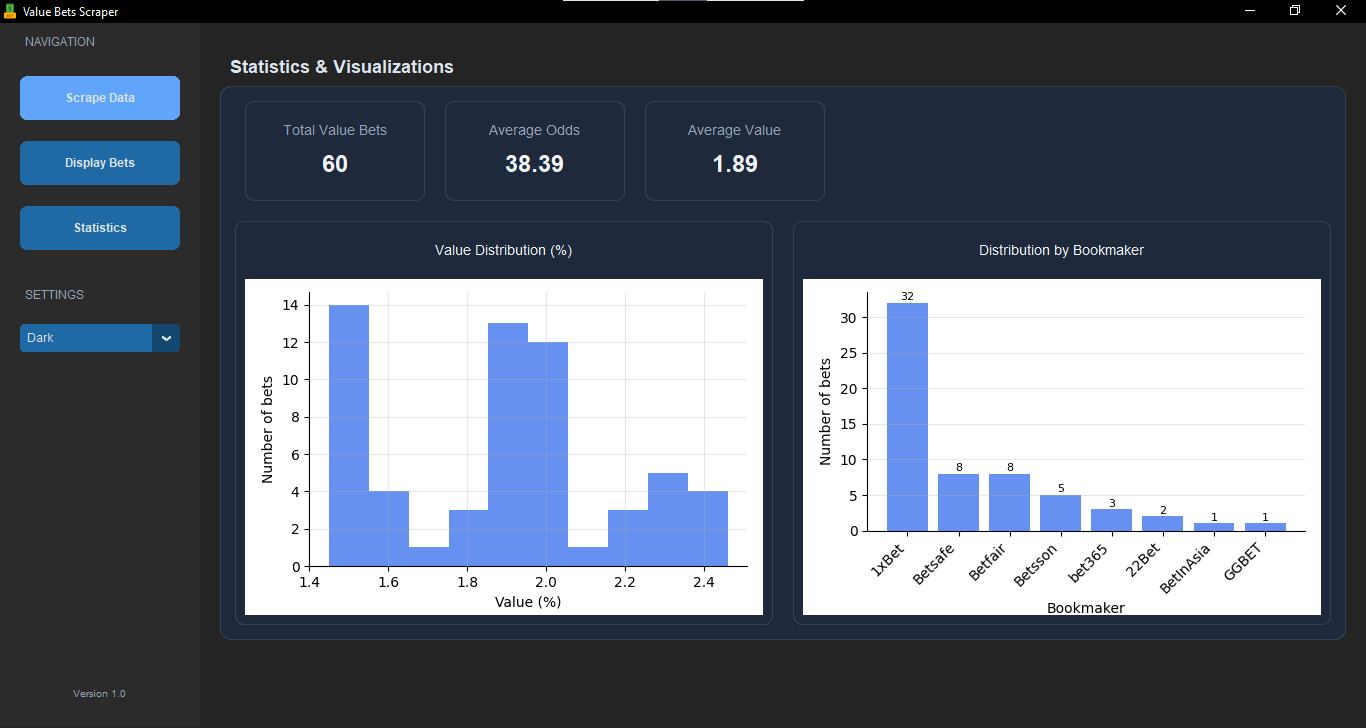 Value Bets Scraper
NAVIGATION
Scrape Data
Display Bets
Statistics
SETTINGS
Dark
Version 1.0
Statistics & Visualizations
Total Value Bets
60
Average Odds
38.39
Average Value
1.89
Value Distribution (%)
Number of bets
14
12
10
8
6
4
2
0
1.4 1.6 1.8 2.0 2.2 2.4
Value (%)
Distribution by Bookmaker
Number of bets
30
25
20
15
10
5
0
32 8 8 5 3 2 1 1
1xBet Betsafe Betfair Betsson bet365 22Bet BetInAsia GGBET
Bookmaker